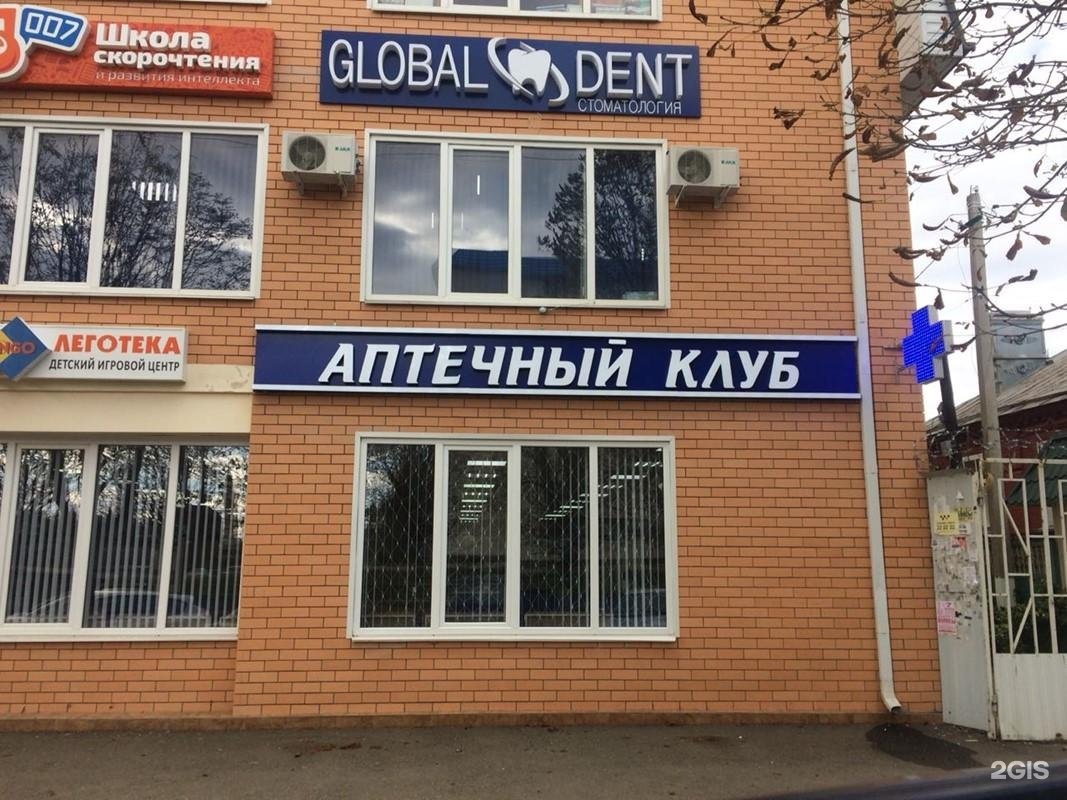 007
Школа
скорочтения
и развития интеллекта
GLOBAL DENT
СТОМАТОЛОГИЯ
ЛЕГОТЕКА
ДЕТСКИЙ ИГРОВОЙ ЦЕНТР
АПТЕЧНЫЙ КЛУБ
2GIS